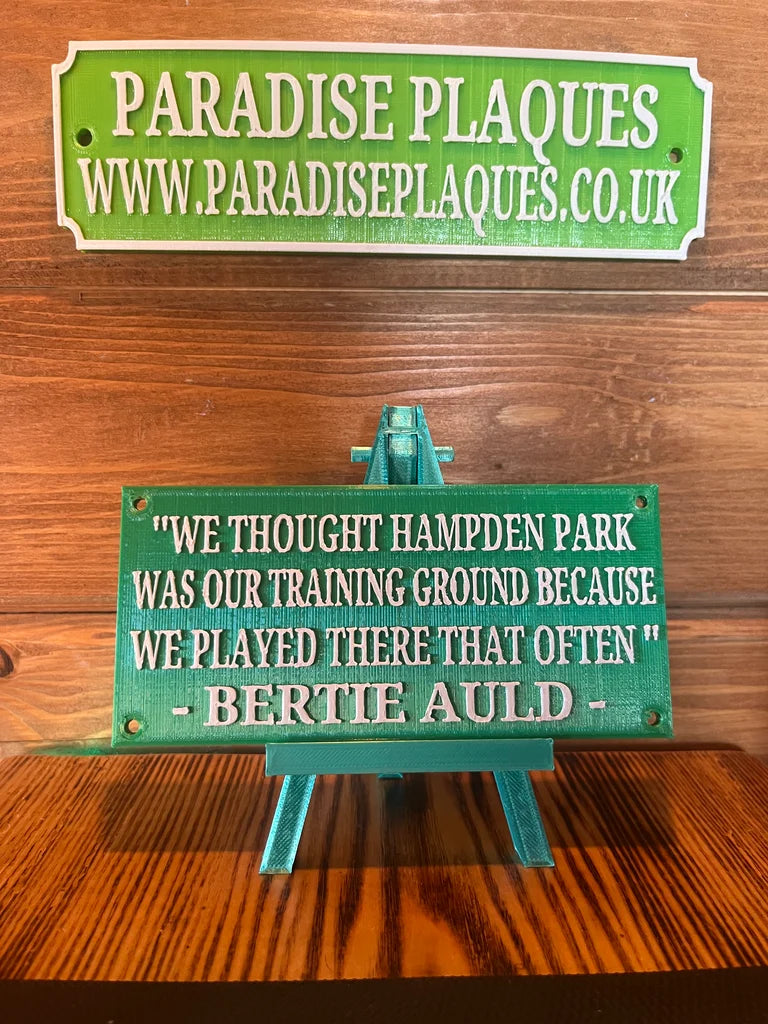 PARADISE PLAQUES
WWW.PARADISEPLAQUES.CO.UK
"WE THOUGHT HAMPDEN PARK
WAS OUR TRAINING GROUND BECAUSE
WE PLAYED THERE THAT OFTEN "
- BERTIE AULD -